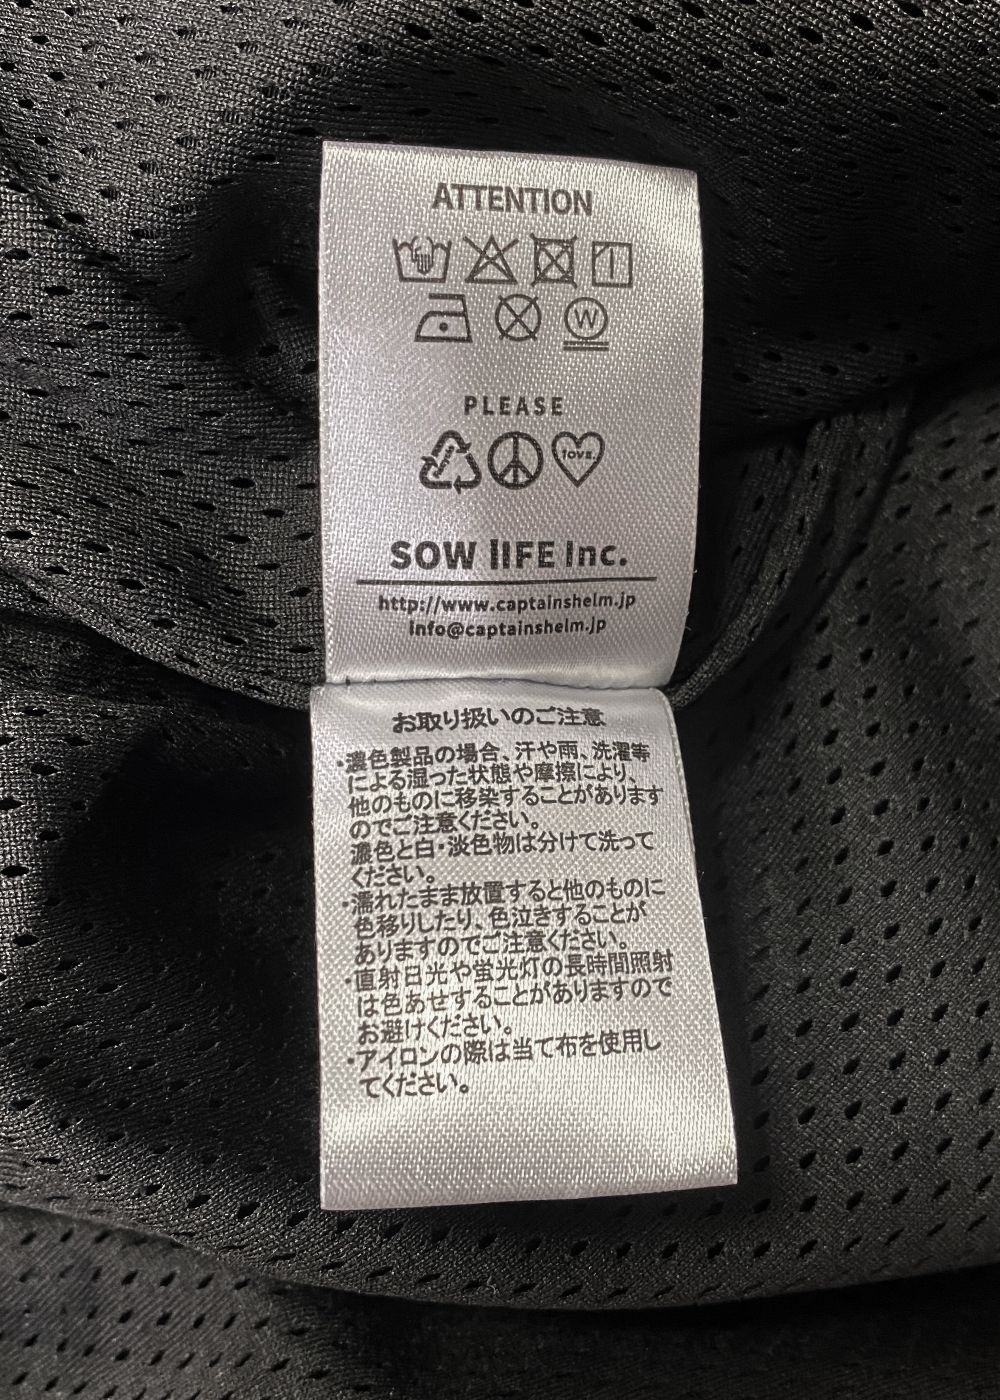 ATTENTION
W
PLEASE
love.
SOW lIFE Inc.
http://www.captainshelm.jp
info@captainshelm.jp
お取り扱いのご注意
・濃色製品の場合、汗や雨、洗濯等
による湿った状態や摩擦により、
他のものに移染することがあります
のでご注意ください。
濃色と白・淡色物は分けて洗って
ください。
・濡れたまま放置すると他のものに
色移りしたり、色泣きすることが
ありますのでご注意ください。
・直射日光や蛍光灯の長時間照射
は色あせすることがありますので
お避けください。
・アイロンの際は当て布を使用し
てください。